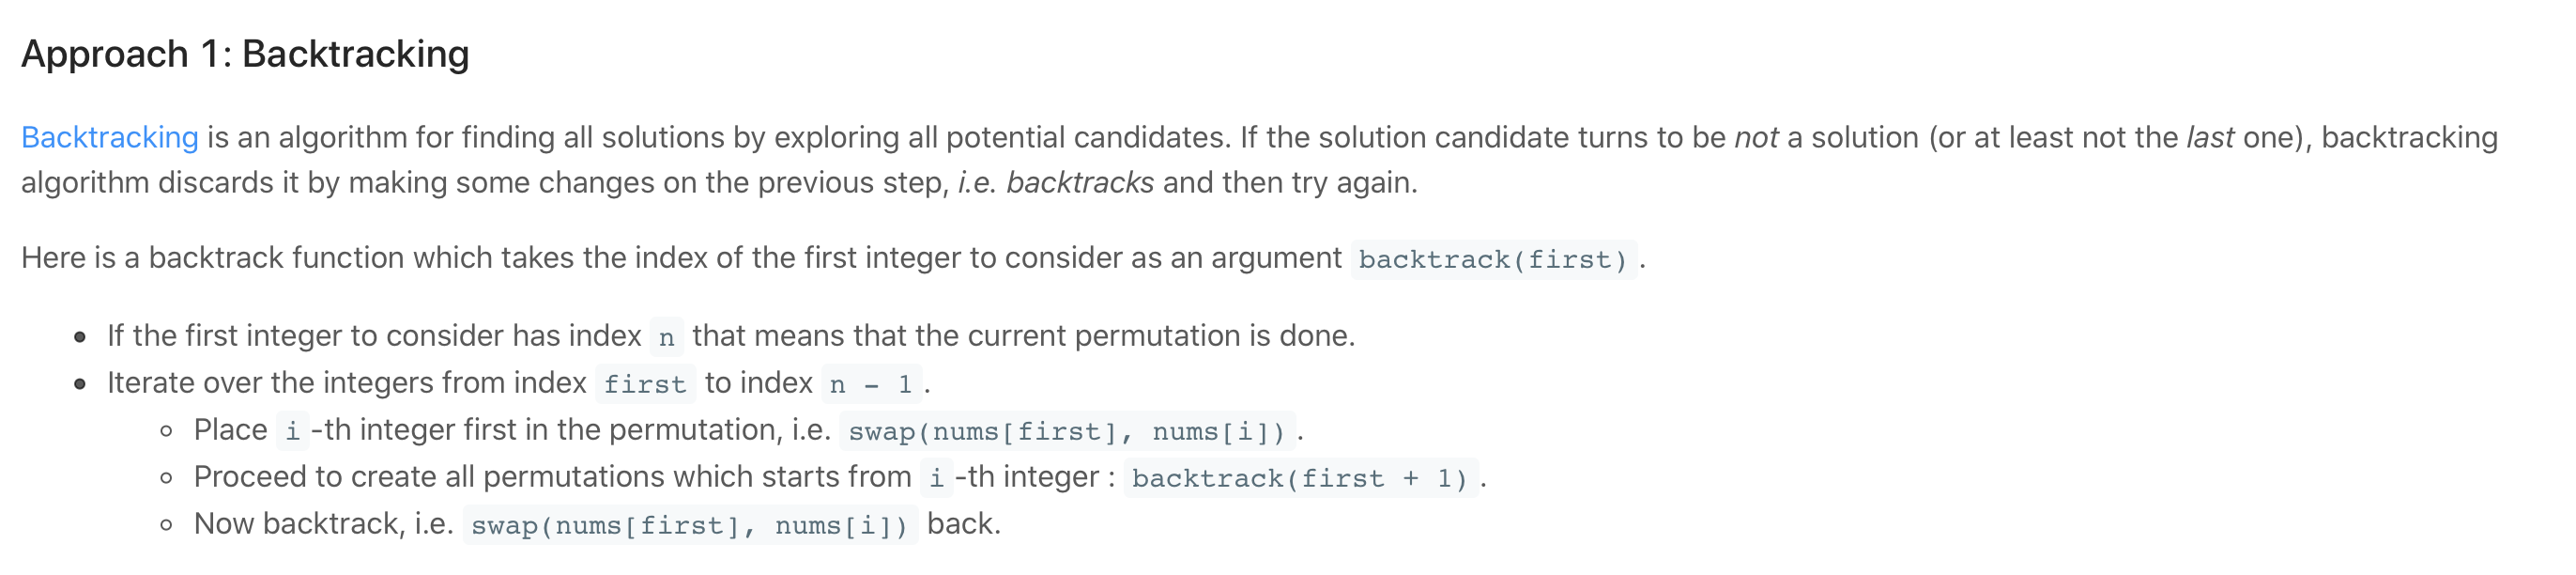 Approach 1: Backtracking
Backtracking is an algorithm for finding all solutions by exploring all potential candidates. If the solution candidate turns to be not a solution (or at least not the last one), backtracking
algorithm discards it by making some changes on the previous step, i.e. backtracks and then try again.
Here is a backtrack function which takes the index of the first integer to consider as an argument backtrack(first) .
• If the first integer to consider has index n that means that the current permutation is done.
• Iterate over the integers from index first to index n - 1 .
◦ Place i -th integer first in the permutation, i.e. swap(nums[first], nums[i]) .
◦ Proceed to create all permutations which starts from i -th integer : backtrack(first + 1) .
◦ Now backtrack, i.e. swap(nums[first], nums[i]) back.